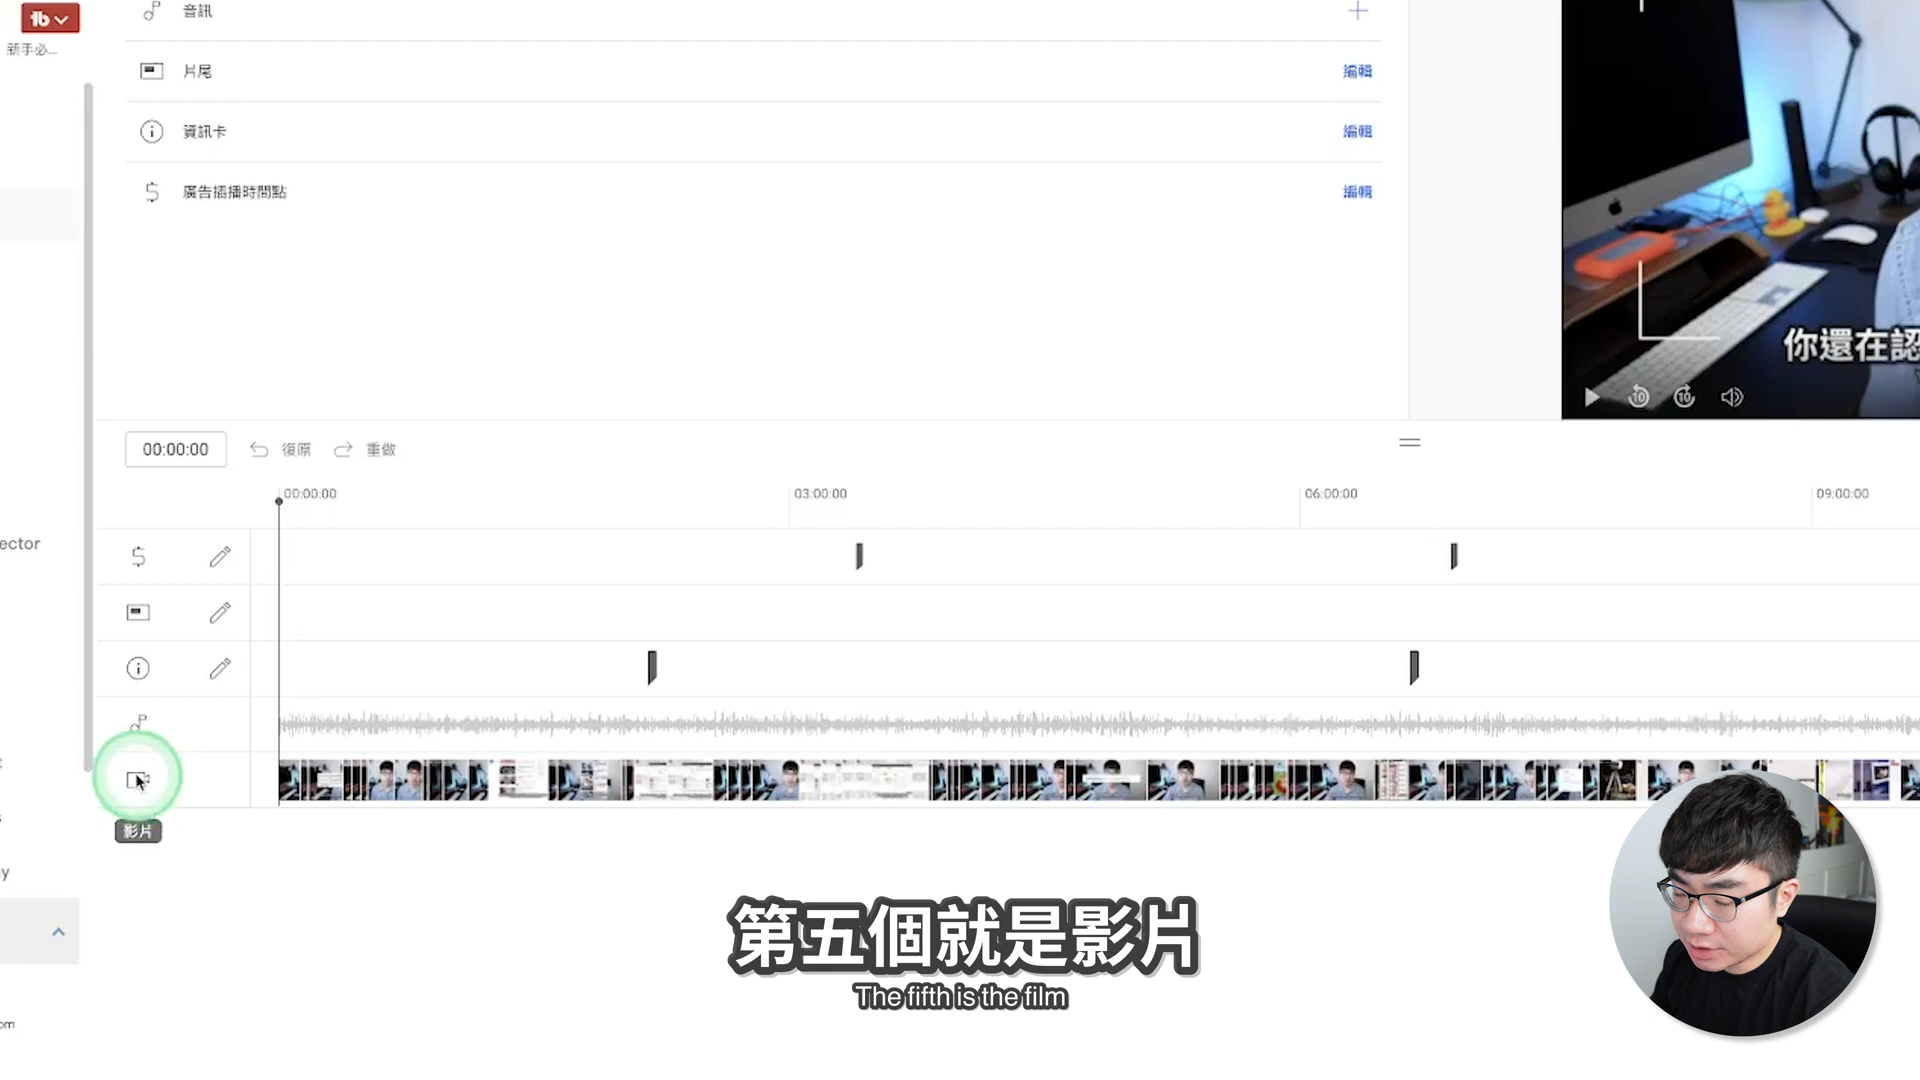 新手必...
音訊
片尾
編輯
資訊卡
編輯
廣告插播時間點
編輯
你還在認
10
10
00:00:00
復原
重做
00:00:00
03:00:00
06:00:00
09:00:00
ector
y
影片
om
第五個就是影片
The fifth is the film